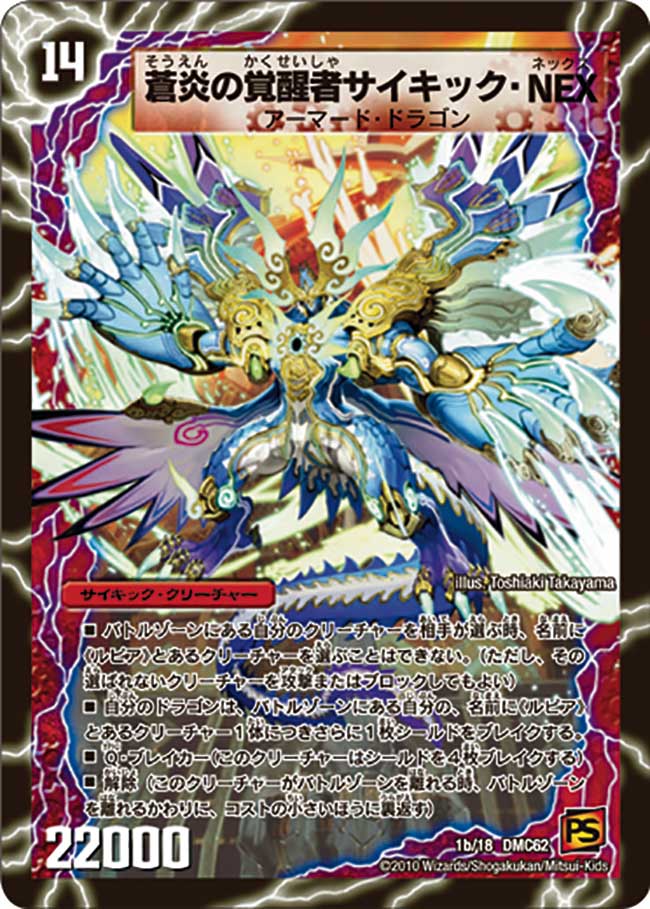 14
そうえん かくせいしゃ ネックス
蒼炎の覚醒者サイキック・NEX
アーマード・ドラゴン
illus. Toshiaki Takayama
サイキック・クリーチャー
■ バトルゾーンにある自分のクリーチャーを相手が選ぶ時、名前に
《ルピア》とあるクリーチャーを選ぶことはできない。(ただし、その
選ばれないクリーチャーを攻撃またはブロックしてもよい)
■ 自分のドラゴンは、バトルゾーンにある自分の、名前に《ルピア》
とあるクリーチャー1体につきさらに1枚シールドをブレイクする。
■ Q・ブレイカー(このクリーチャーはシールドを4枚ブレイクする)
■ 解除 (このクリーチャーがバトルゾーンを離れる時、バトルゾーン
を離れるかわりに、コストの小さいほうに裏返す)
22000
1b/18 DMC62
PS
©2010 Wizards/Shogakukan/Mitsui-Kids